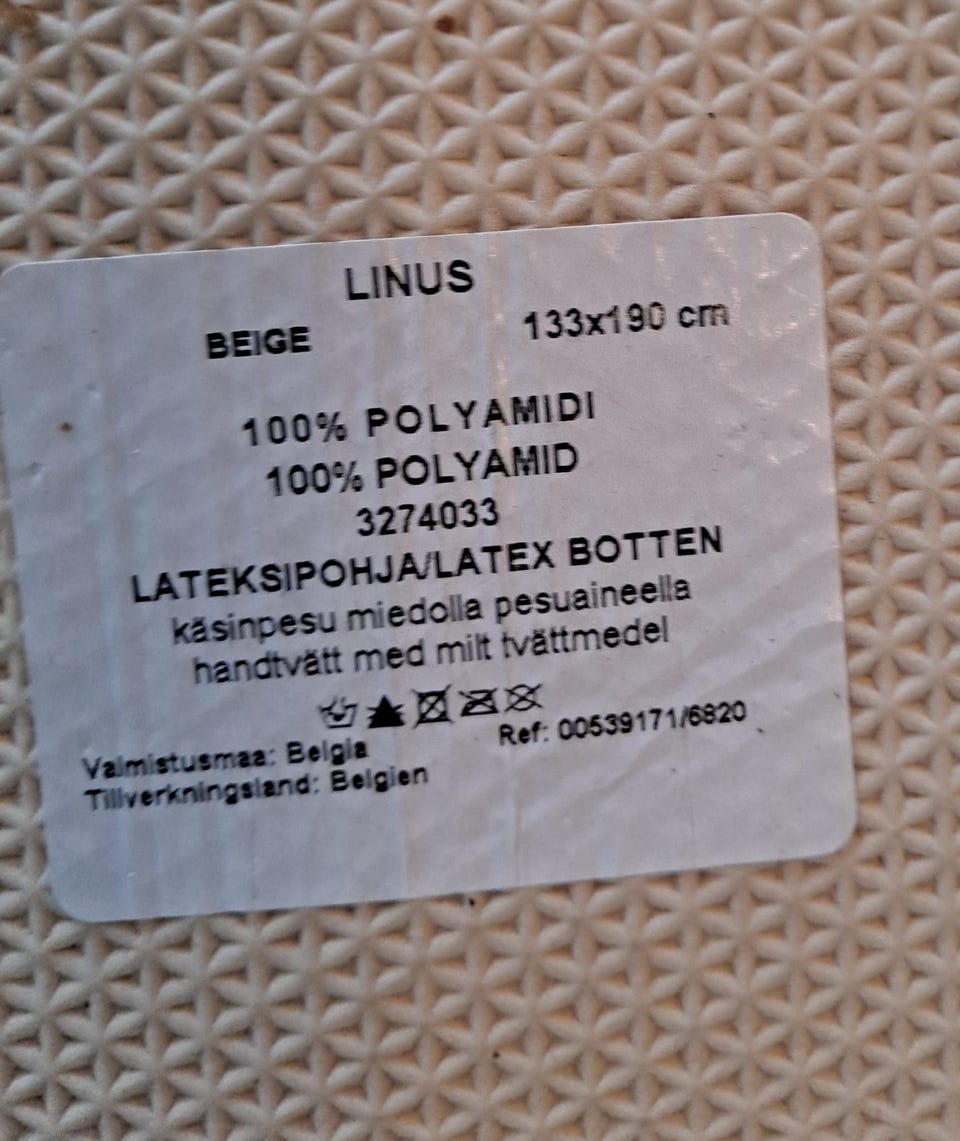 LINUS
BEIGE 133x190 cm
100% POLYAMIDI
100% POLYAMID
3274033
LATEKSIPOHJA/LATEX BOTTEN
käsinpesu miedolla pesuaineella
handtvätt med milt tvättmedel
Ref: 00539171/6820
Valmistusmaa: Belgia
Tillverkningsland: Belgien